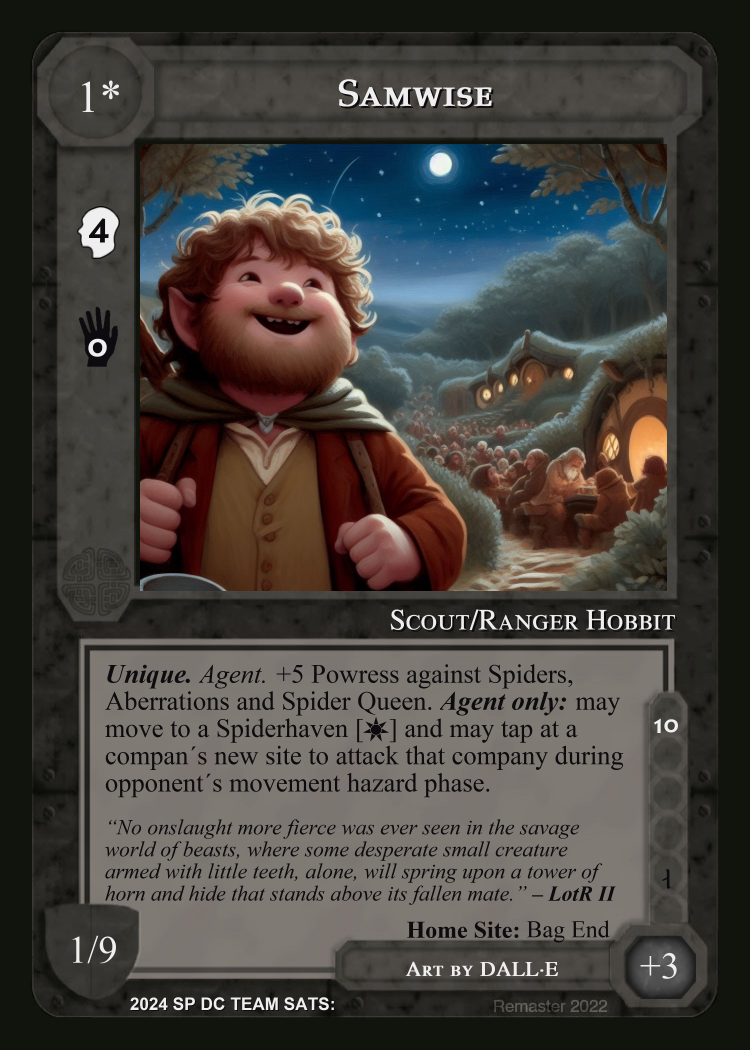 1*
Samwise
4
0
Scout/Ranger Hobbit
Unique. Agent. +5 Powress against Spiders,
Aberrations and Spider Queen. Agent only: may
move to a Spiderhaven [☀] and may tap at a
compan´s new site to attack that company during
opponent´s movement hazard phase.
10
“No onslaught more fierce was ever seen in the savage
world of beasts, where some desperate small creature
armed with little teeth, alone, will spring upon a tower of
horn and hide that stands above its fallen mate.” – LotR II
Home Site: Bag End
1/9
Art by DALL·E
+3
2024 SP DC TEAM SATS:
Remaster 2022